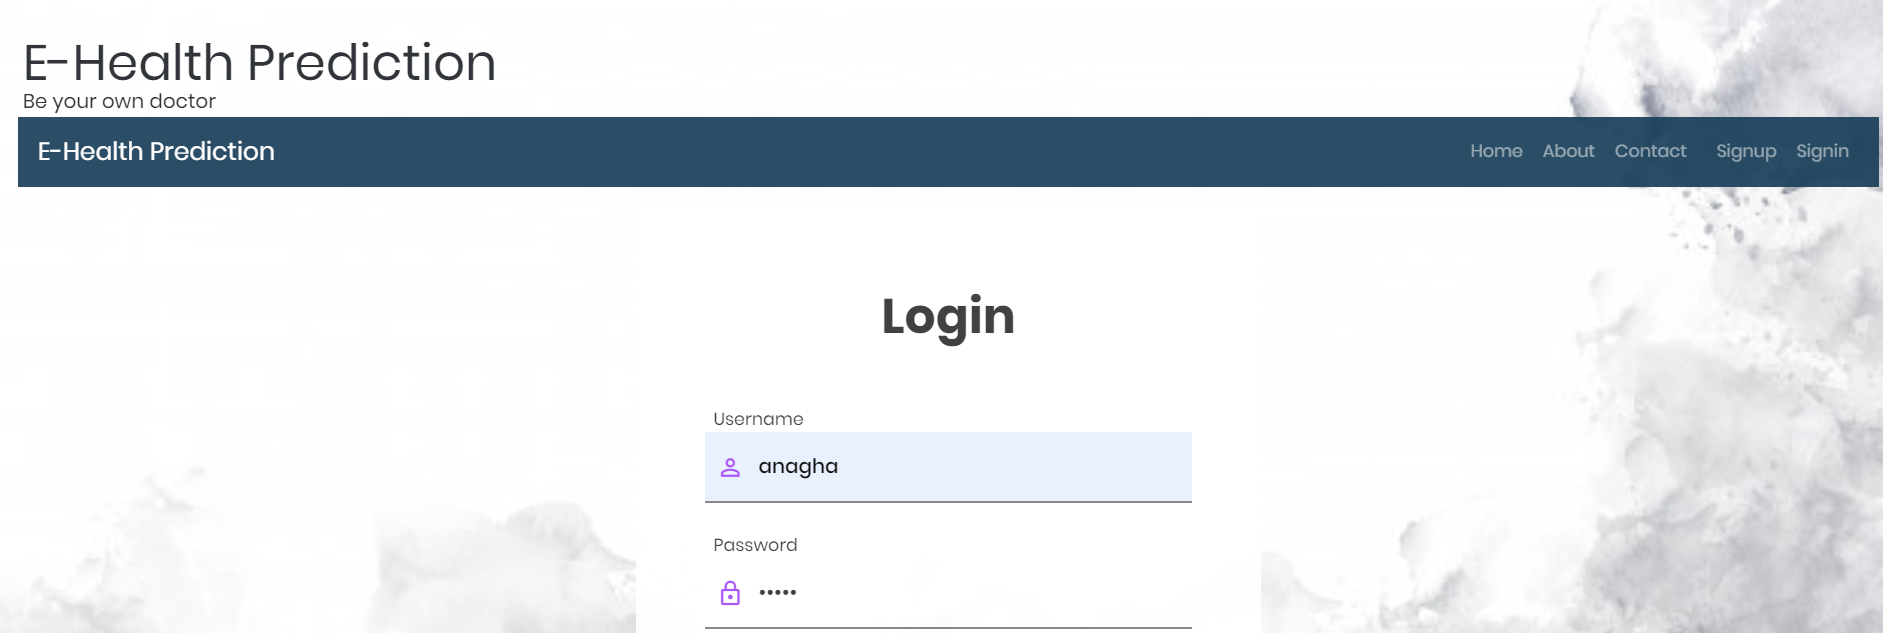 E-Health Prediction
Be your own doctor
E-Health Prediction Home About Contact Signup Signin
Login
Username
anagha
Password
•••••